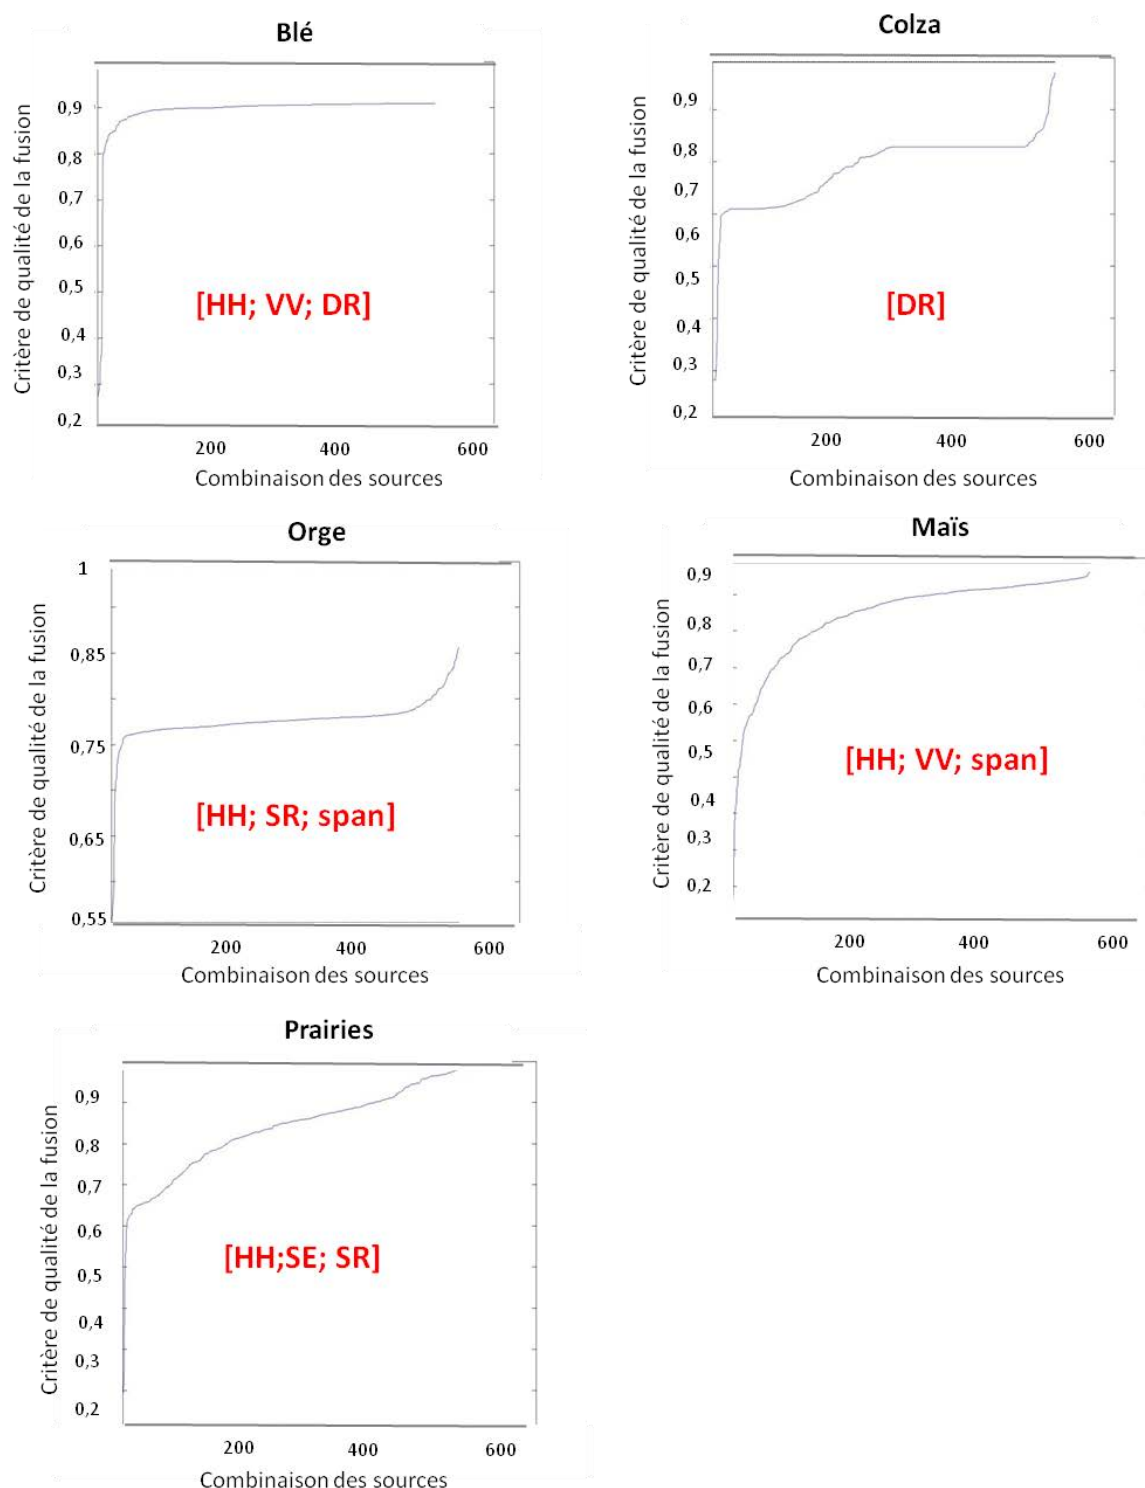 Blé
Critère de qualité de la fusion
0,9
0,8
0,7
0,6
0,5
0,4
0,3
0,2
[HH; VV; DR]
200 400 600
Combinaison des sources
Colza
Critère de qualité de la fusion
0,9
0,8
0,7
0,6
0,5
0,4
0,3
0,2
[DR]
200 400 600
Combinaison des sources
Orge
Critère de qualité de la fusion
1
0,85
0,75
0,65
0,55
[HH; SR; span]
200 400 600
Combinaison des sources
Maïs
Critère de qualité de la fusion
0,9
0,8
0,7
0,6
0,5
0,4
0,3
0,2
[HH; VV; span]
200 400 600
Combinaison des sources
Prairies
Critère de qualité de la fusion
0,9
0,8
0,7
0,6
0,5
0,4
0,3
0,2
[HH;SE; SR]
200 400 600
Combinaison des sources